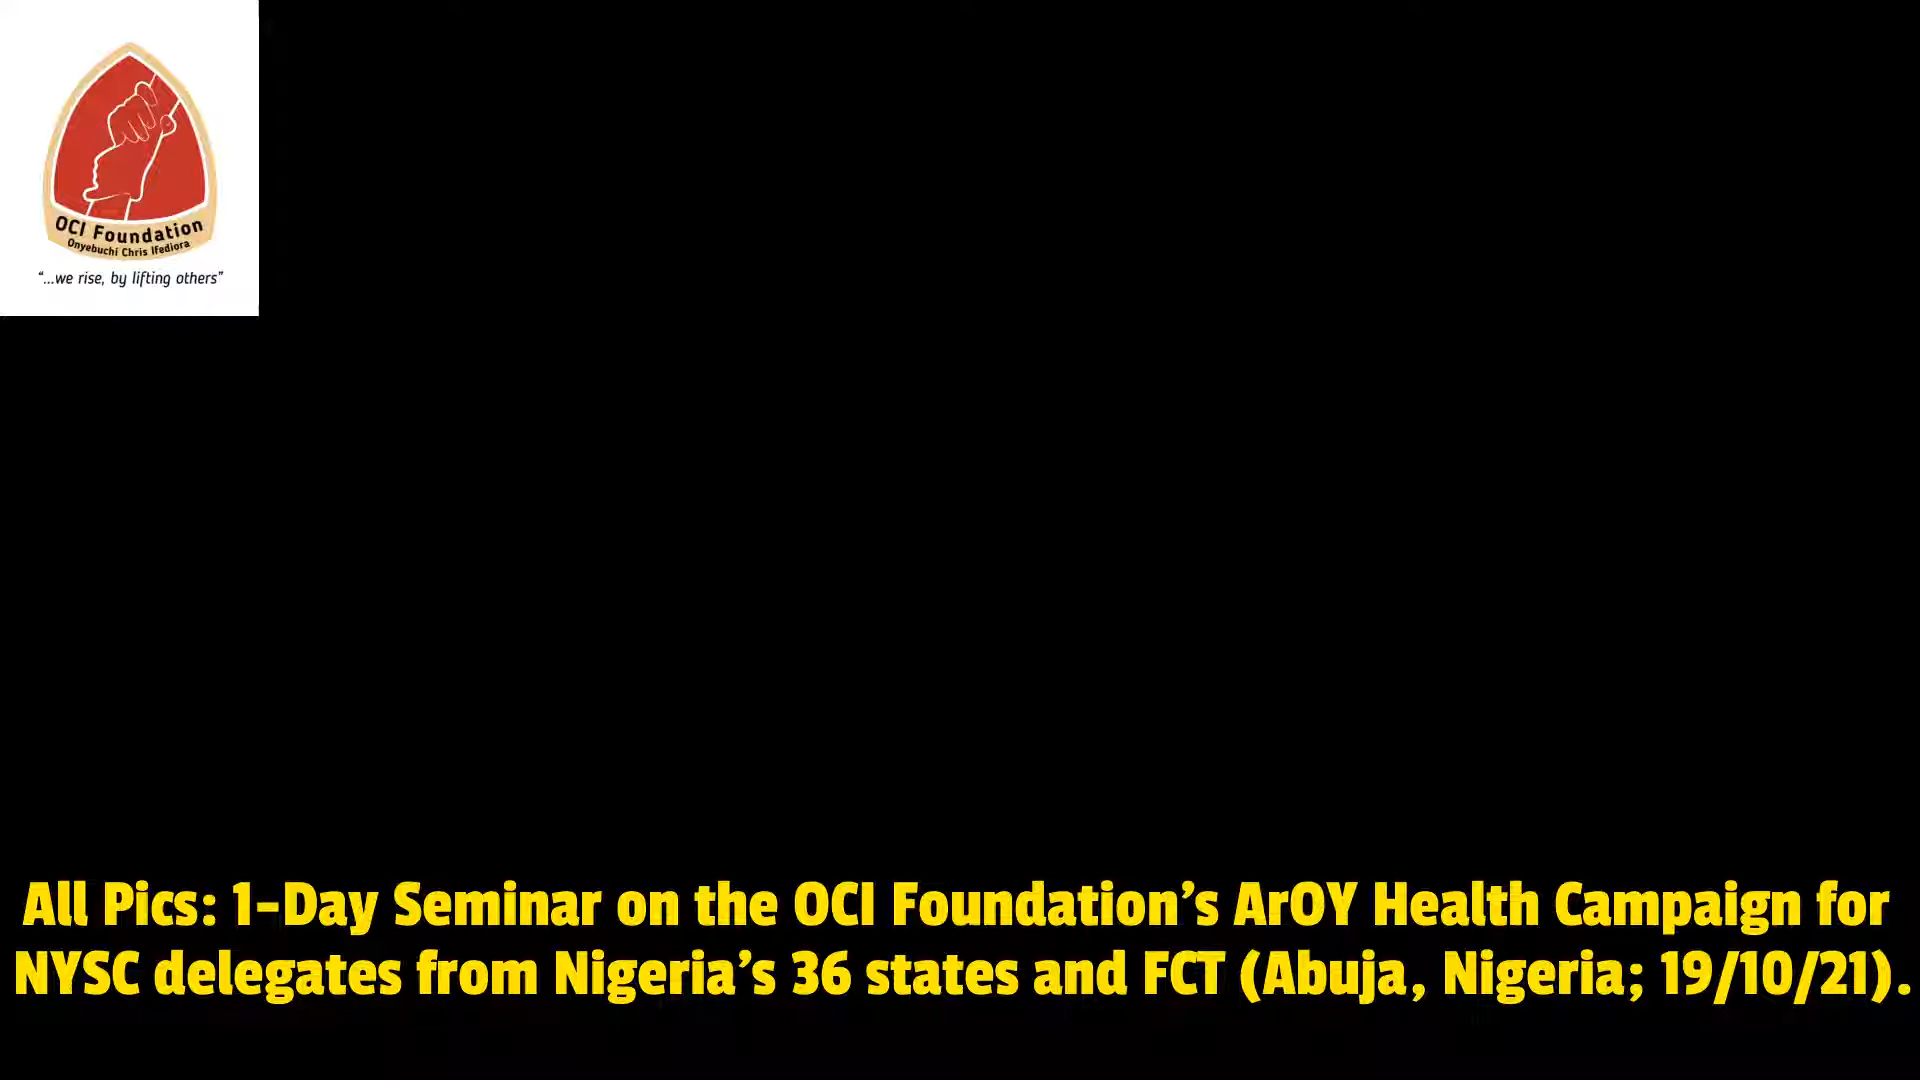 OCI Foundation
Onyebuchi Chris Ifediora
“...we rise, by lifting others”
All Pics: 1-Day Seminar on the OCI Foundation’s ArOY Health Campaign for
NYSC delegates from Nigeria’s 36 states and FCT (Abuja, Nigeria; 19/10/21).